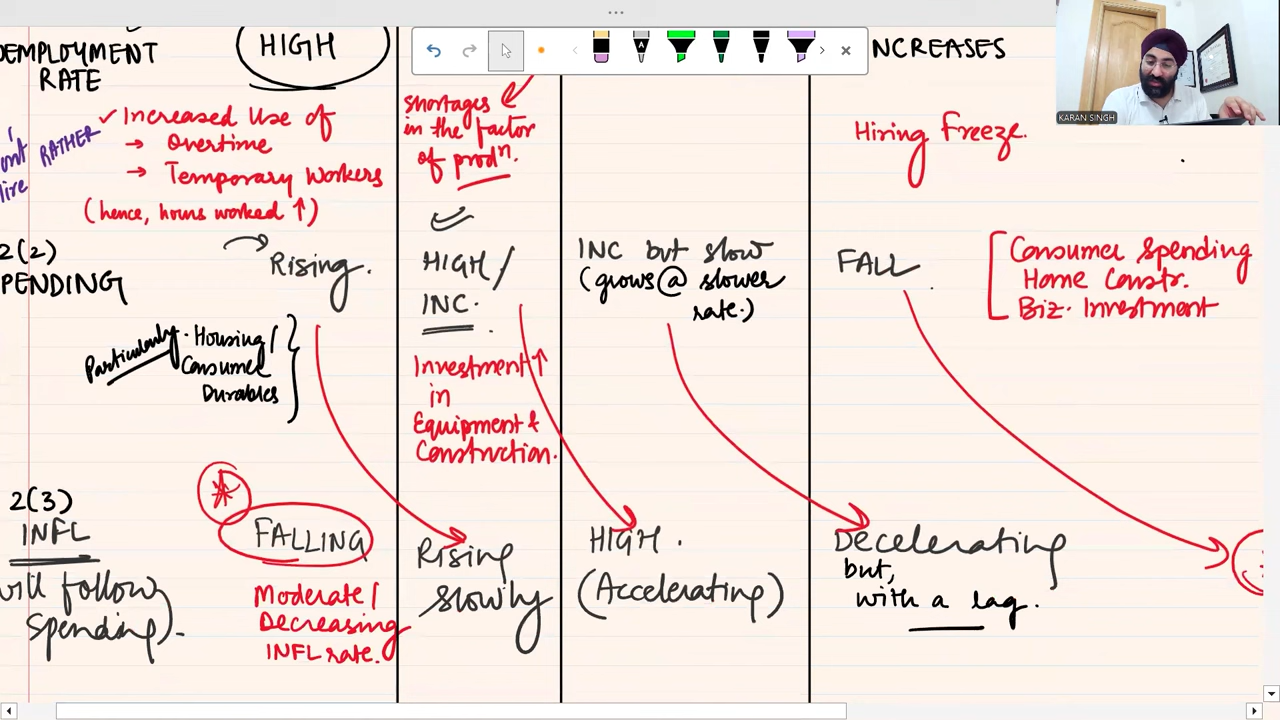 EMPLOYMENT
RATE
HIGH
NCREASES
KARAN SINGH
RATHER
✓ Increased Use of
→ Overtime
→ Temporary Workers
(hence, hours worked ↑)
Shortages
in the factor
of prodⁿ.
Hiring Freeze.
2(2)
PENDING
Rising.
Particularly · Housing /
Consumer
Durables
HIGH /
INC.
Investment ↑
in
Equipment &
Construction.
INC but slow
(grows @ slower
rate.)
FALL
Consumer Spending
Home Constr.
Biz. Investment
2(3)
INFL
will follow
Spending).
FALLING
Moderate /
Decreasing
INFL rate.
Rising
slowly
HIGH.
(Accelerating)
Decelerating
but,
with a lag.